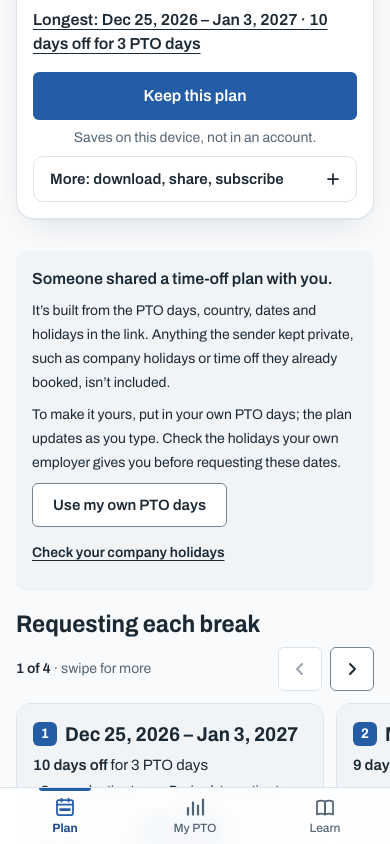 Longest: Dec 25, 2026 – Jan 3, 2027 · 10
days off for 3 PTO days
Keep this plan
Saves on this device, not in an account.
More: download, share, subscribe
Someone shared a time-off plan with you.
It’s built from the PTO days, country, dates and
holidays in the link. Anything the sender kept private,
such as company holidays or time off they already
booked, isn’t included.
To make it yours, put in your own PTO days; the plan
updates as you type. Check the holidays your own
employer gives you before requesting these dates.
Use my own PTO days
Check your company holidays
Requesting each break
1 of 4 · swipe for more
1 Dec 25, 2026 – Jan 3, 2027
10 days off for 3 PTO days
2
9 day
Plan
My PTO
Learn